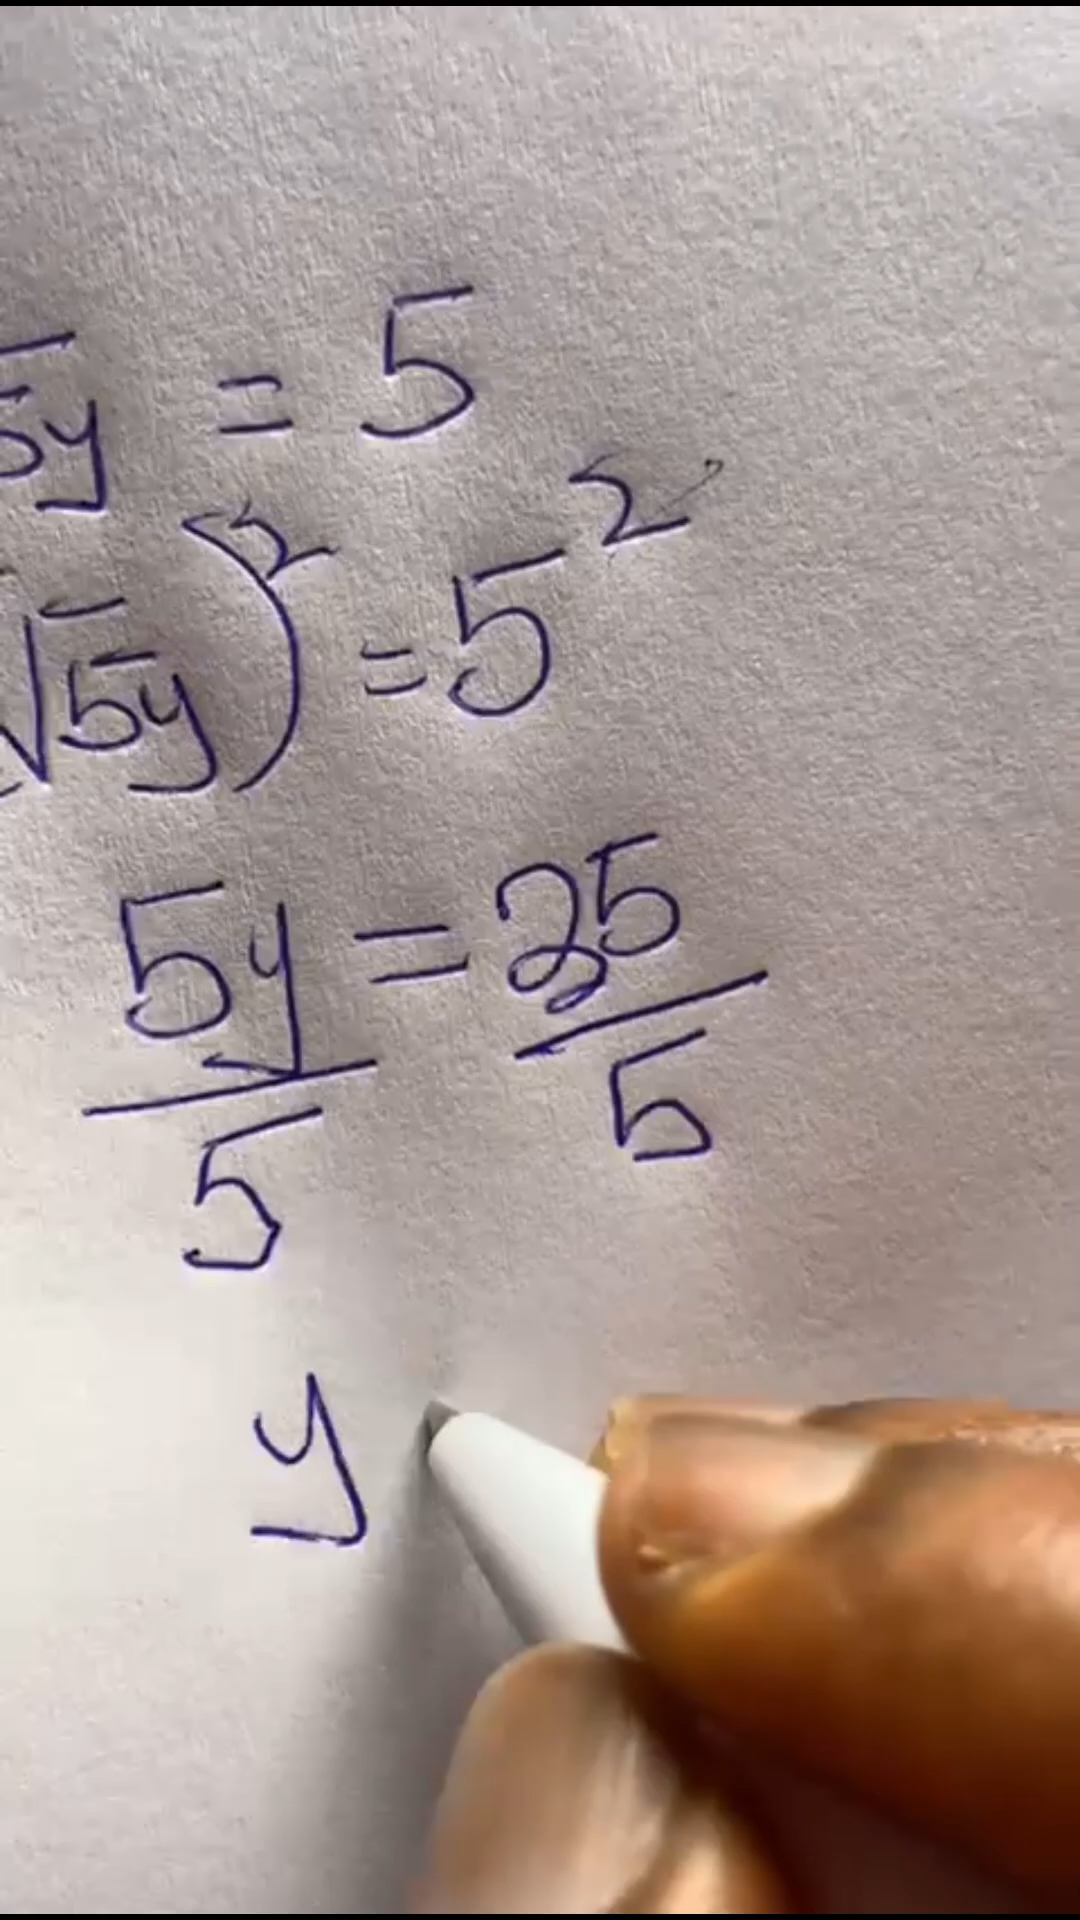 5y = 5
√5y)² = 5²
5y = 25
5 5
y